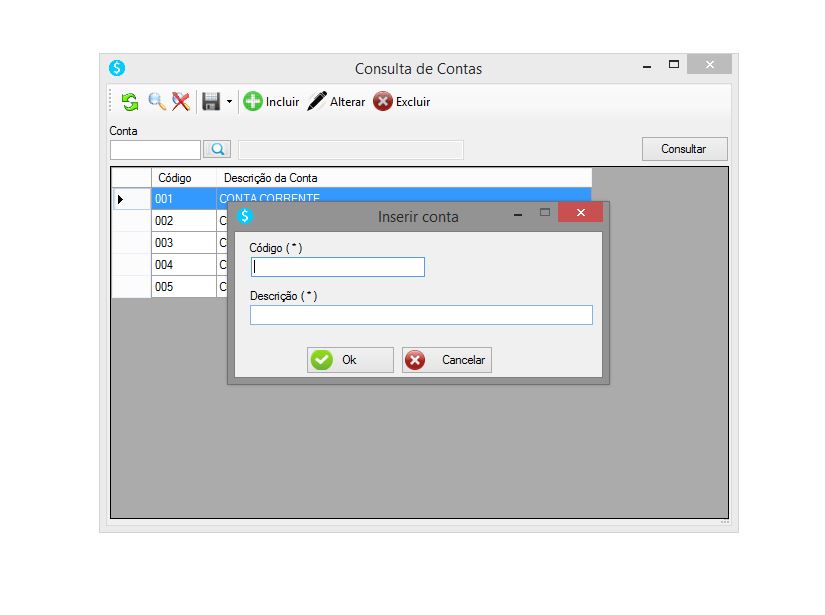 Consulta de Contas
Incluir Alterar Excluir
Conta
Consultar
Código Descrição da Conta
001 CONTA CORRENTE
002 C
003 C
004 C
005 C
Inserir conta
Código ( * )
Descrição ( * )
Ok Cancelar